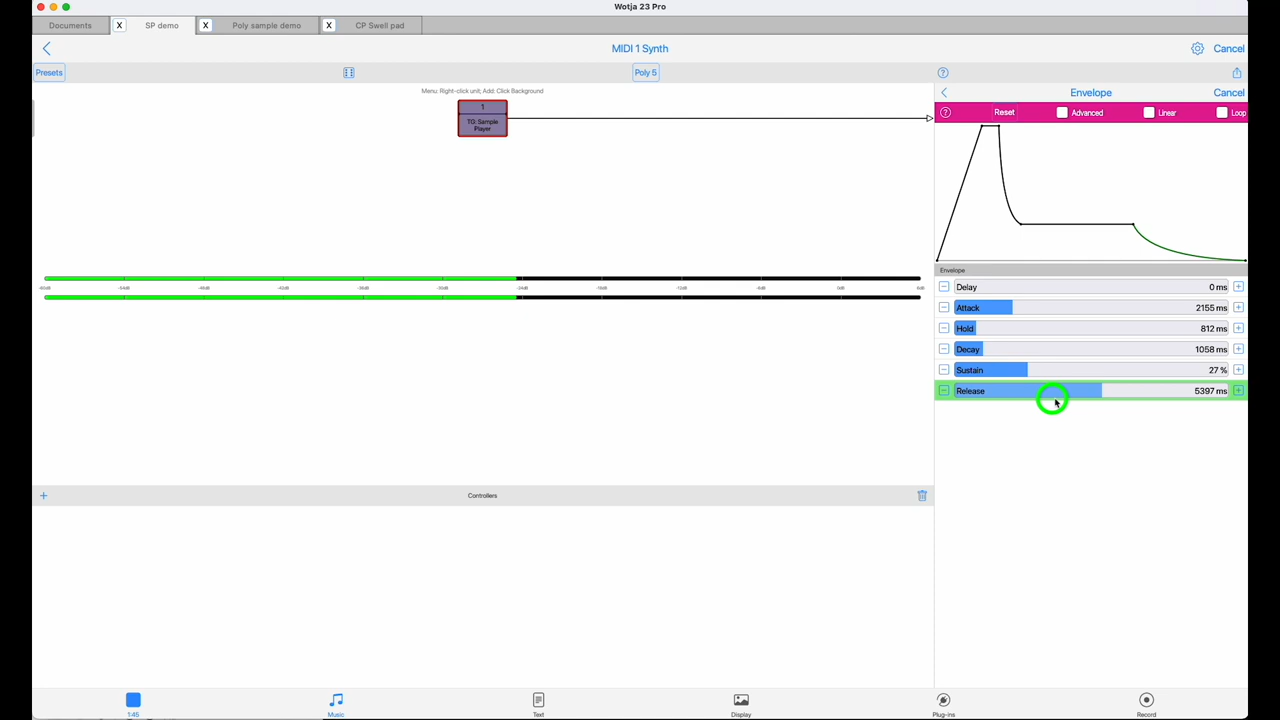 Wotja 23 Pro
Documents
X
SP demo
X
Poly sample demo
X
CP Swell pad
MIDI 1 Synth
Cancel
Presets
Poly 5
?
Menu: Right-click unit; Add: Click Background
Envelope
Cancel
1
TG: Sample
Player
?
Reset
Advanced
Linear
Loop
Envelope
Delay
0 ms
Attack
2155 ms
Hold
812 ms
Decay
1058 ms
Sustain
27 %
Release
5397 ms
+
Controllers
1:45
Music
Text
Display
Plug-ins
Record